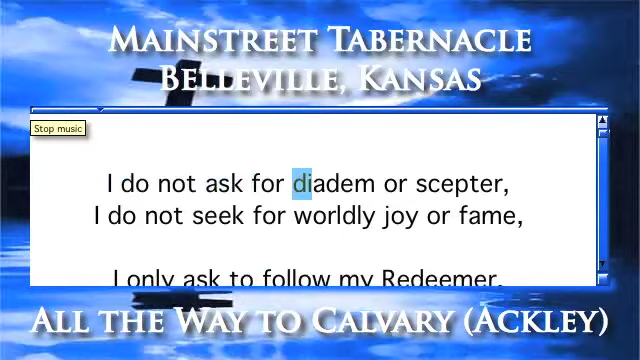 Mainstreet Tabernacle
Belleville, Kansas
Stop music
I do not ask for diadem or scepter,
I do not seek for worldly joy or fame,
I only ask to follow my Redeemer,
All the Way to Calvary (Ackley)